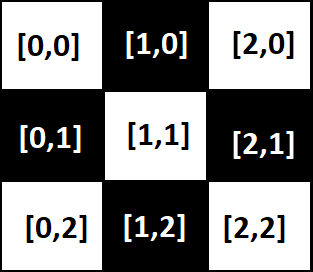 [0,0] [1,0] [2,0]
[0,1] [1,1] [2,1]
[0,2] [1,2] [2,2]